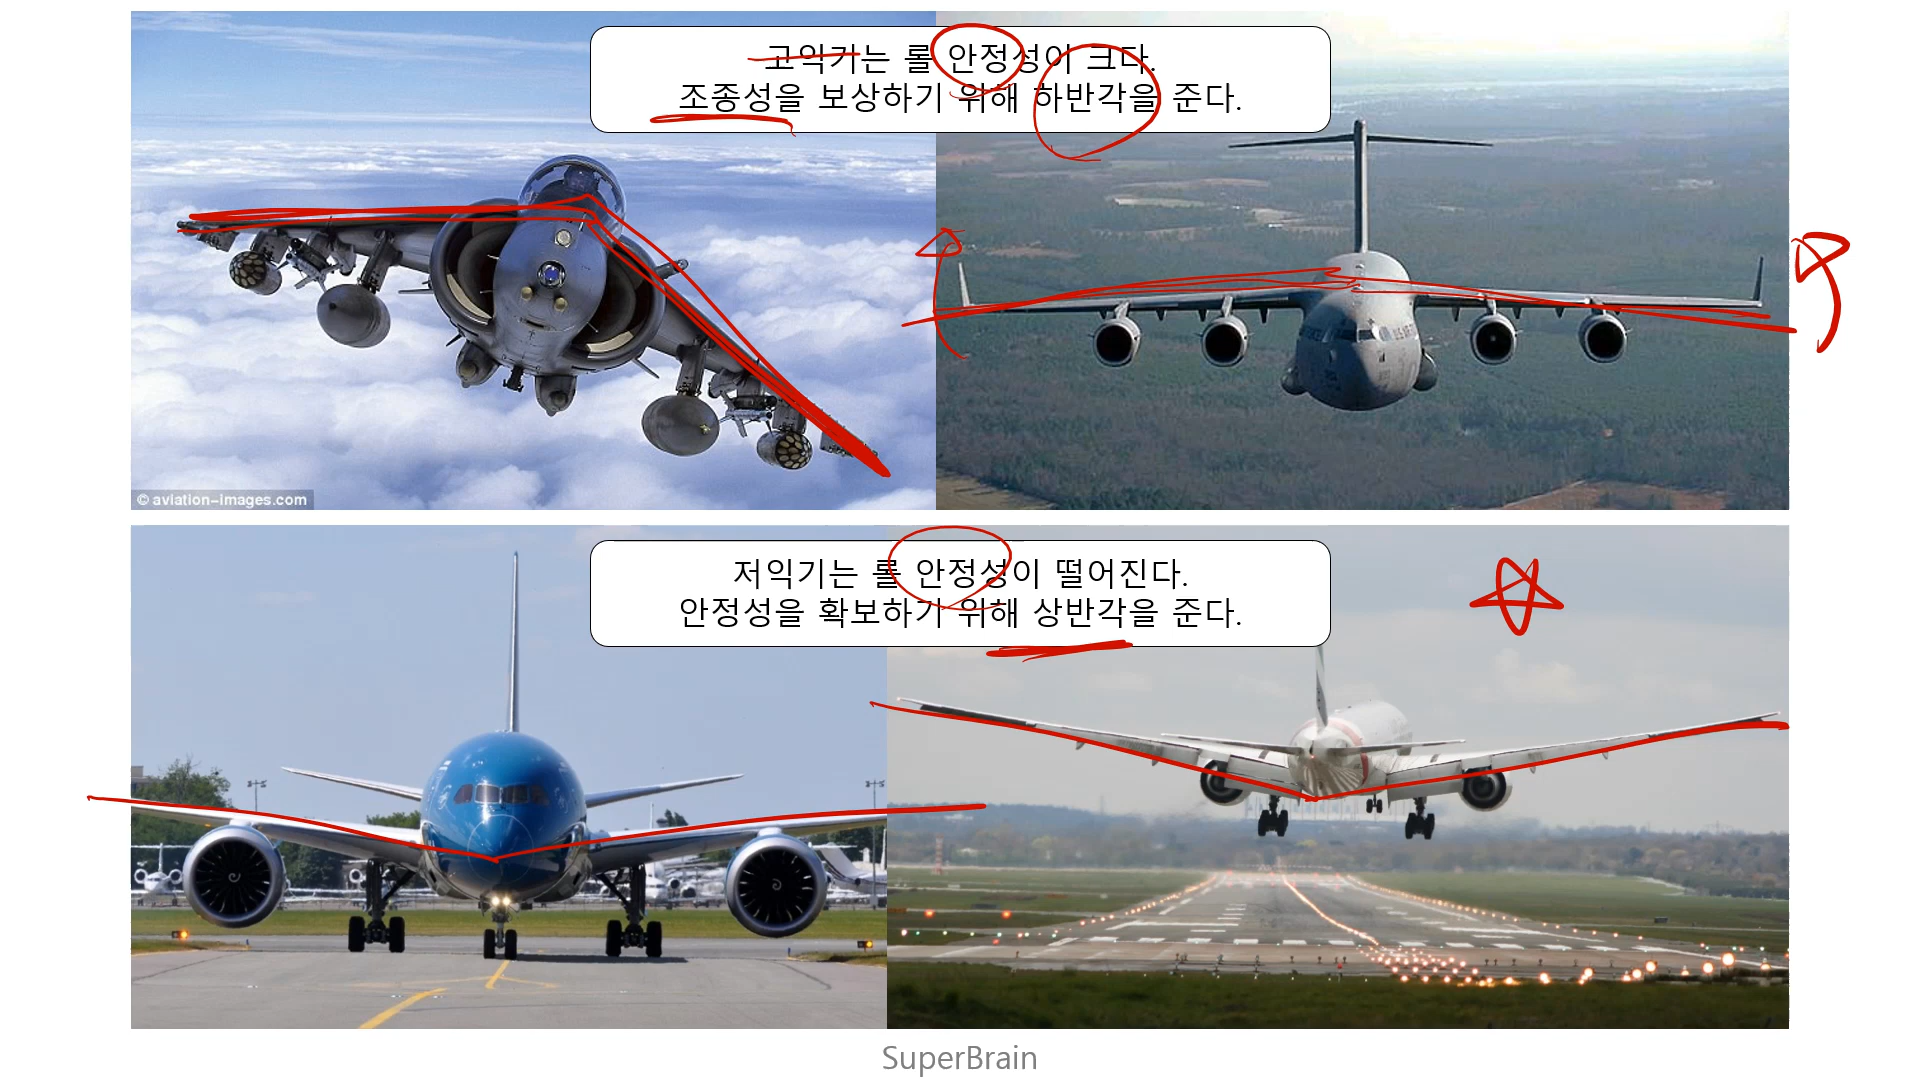 고익기는 롤 안정성이 크다.
조종성을 보상하기 위해 하반각을 준다.
© aviation-images.com
저익기는 롤 안정성이 떨어진다.
안정성을 확보하기 위해 상반각을 준다.
SuperBrain